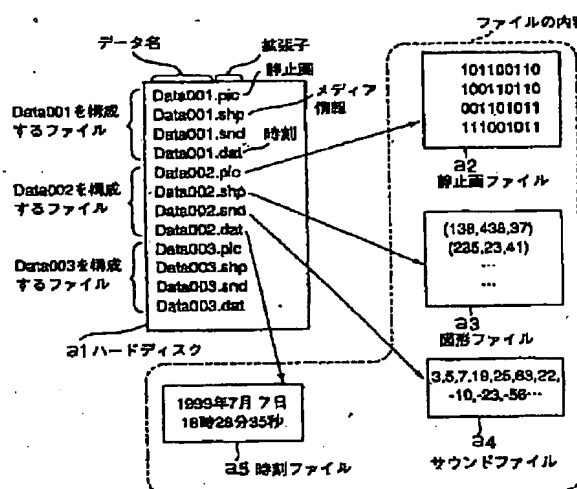 ファイルの内容
データ名
拡張子
静止画
メディア
情報
時刻
Data001を構成
するファイル
Data002を構成
するファイル
Data003を構成
するファイル
Data001.pic
Data001.shp
Data001.snd
Data001.dat
Data002.pic
Data002.shp
Data002.snd
Data002.dat
Data003.pic
Data003.shp
Data003.snd
Data003.dat
a1 ハードディスク
101100110
100110110
001101011
111001011
a2
静止画ファイル
(138,438,37)
(235,23,41)
…
…
a3
図形ファイル
3,5,7,19,25,63,22,
-10,-23,-56…
a4
サウンドファイル
1999年7月7日
18時28分35秒
a5 時刻ファイル